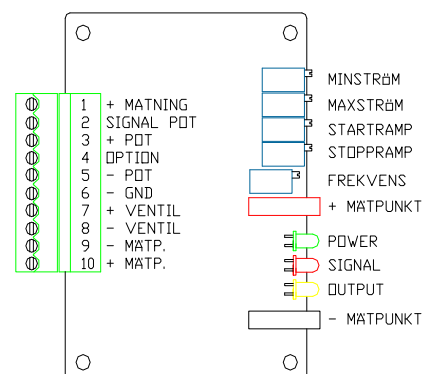 1 + MATNING
2 SIGNAL POT
3 + POT
4 OPTION
5 - POT
6 - GND
7 + VENTIL
8 - VENTIL
9 - MÄTP.
10 + MÄTP.
MINSTRÖM
MAXSTRÖM
STARTRAMP
STOPPRAMP
FREKVENS
+ MÄTPUNKT
POWER
SIGNAL
OUTPUT
- MÄTPUNKT